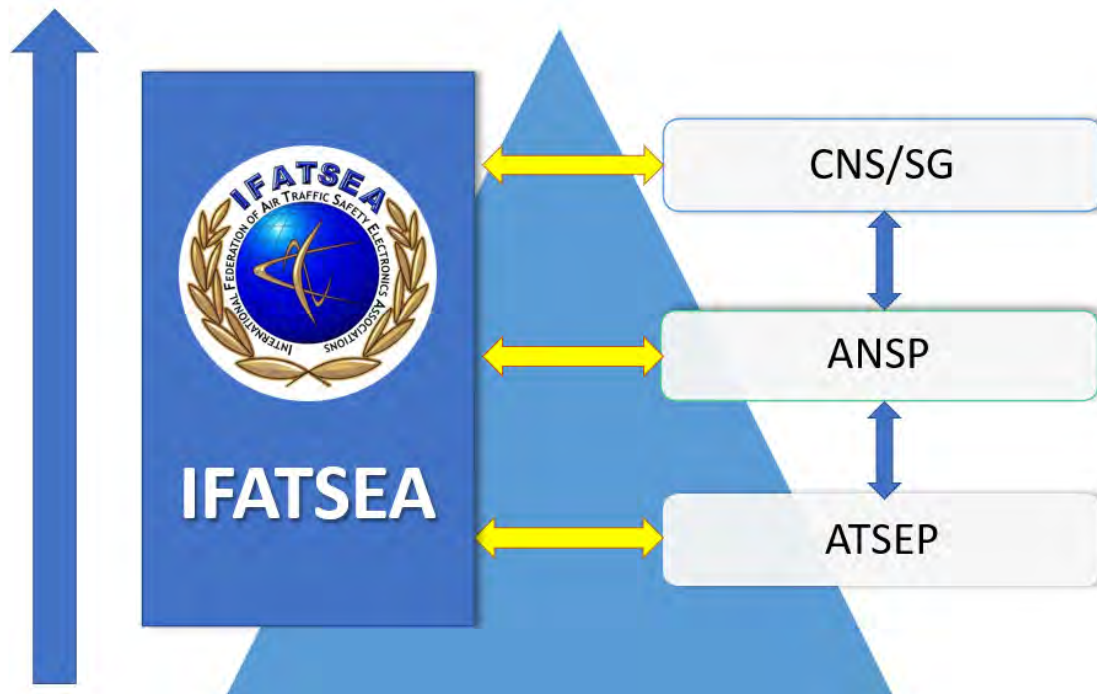 IFATSEA
INTERNATIONAL FEDERATION OF AIR TRAFFIC SAFETY ELECTRONICS ASSOCIATIONS
IFATSEA
CNS/SG
ANSP
ATSEP